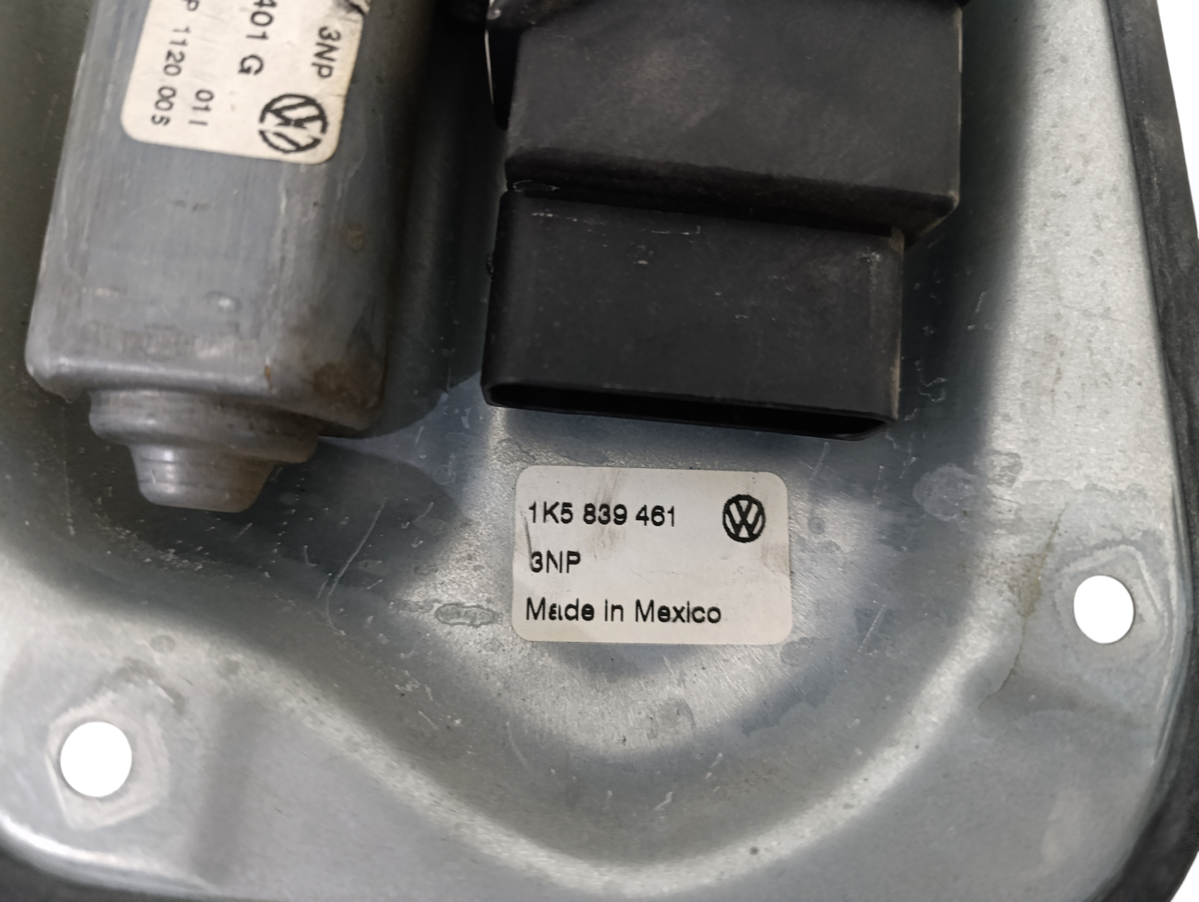 3NP
401 G
011
P 1120 005
1K5 839 461
3NP
Made in Mexico